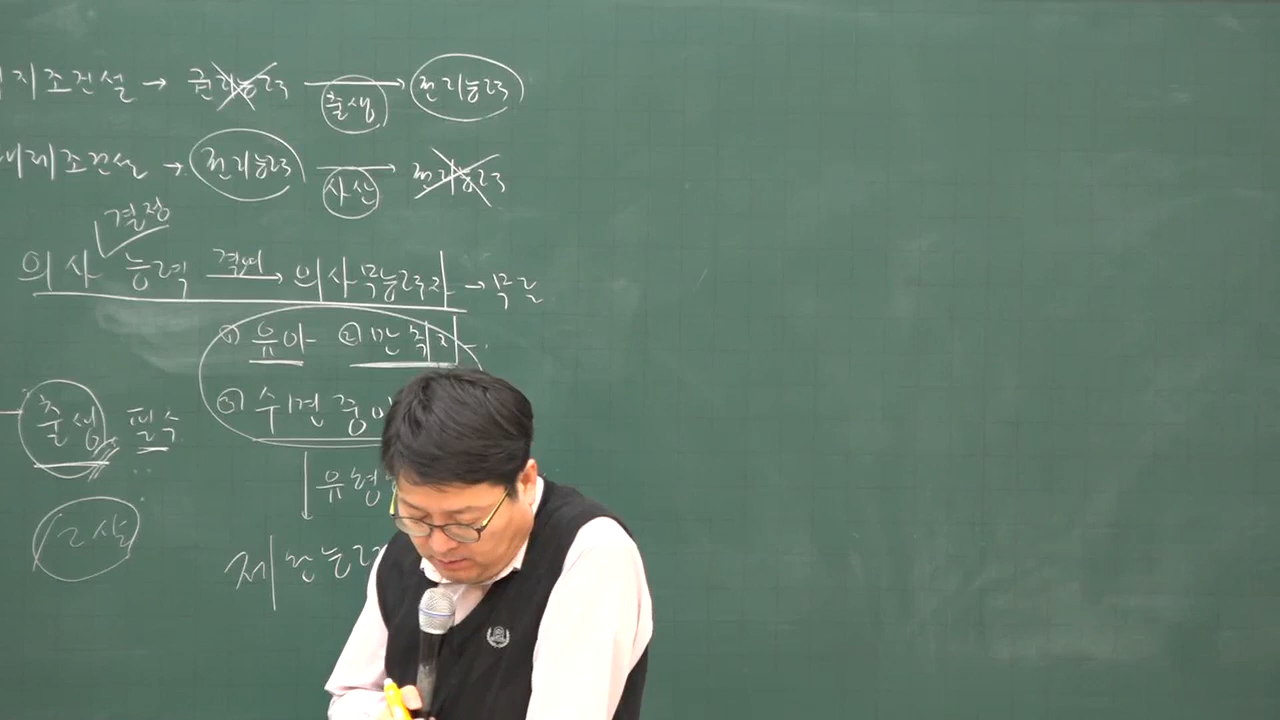 지조건설 → 권리능력 출생 → 권리능력
해제조건설 → 권리능력 사산 → 권리능력
결정
의사 능력 결여 → 의사무능력자 → 무효
① 유아 ② 만취자
③ 수면중
출생 필수
유형
사산
제한능력